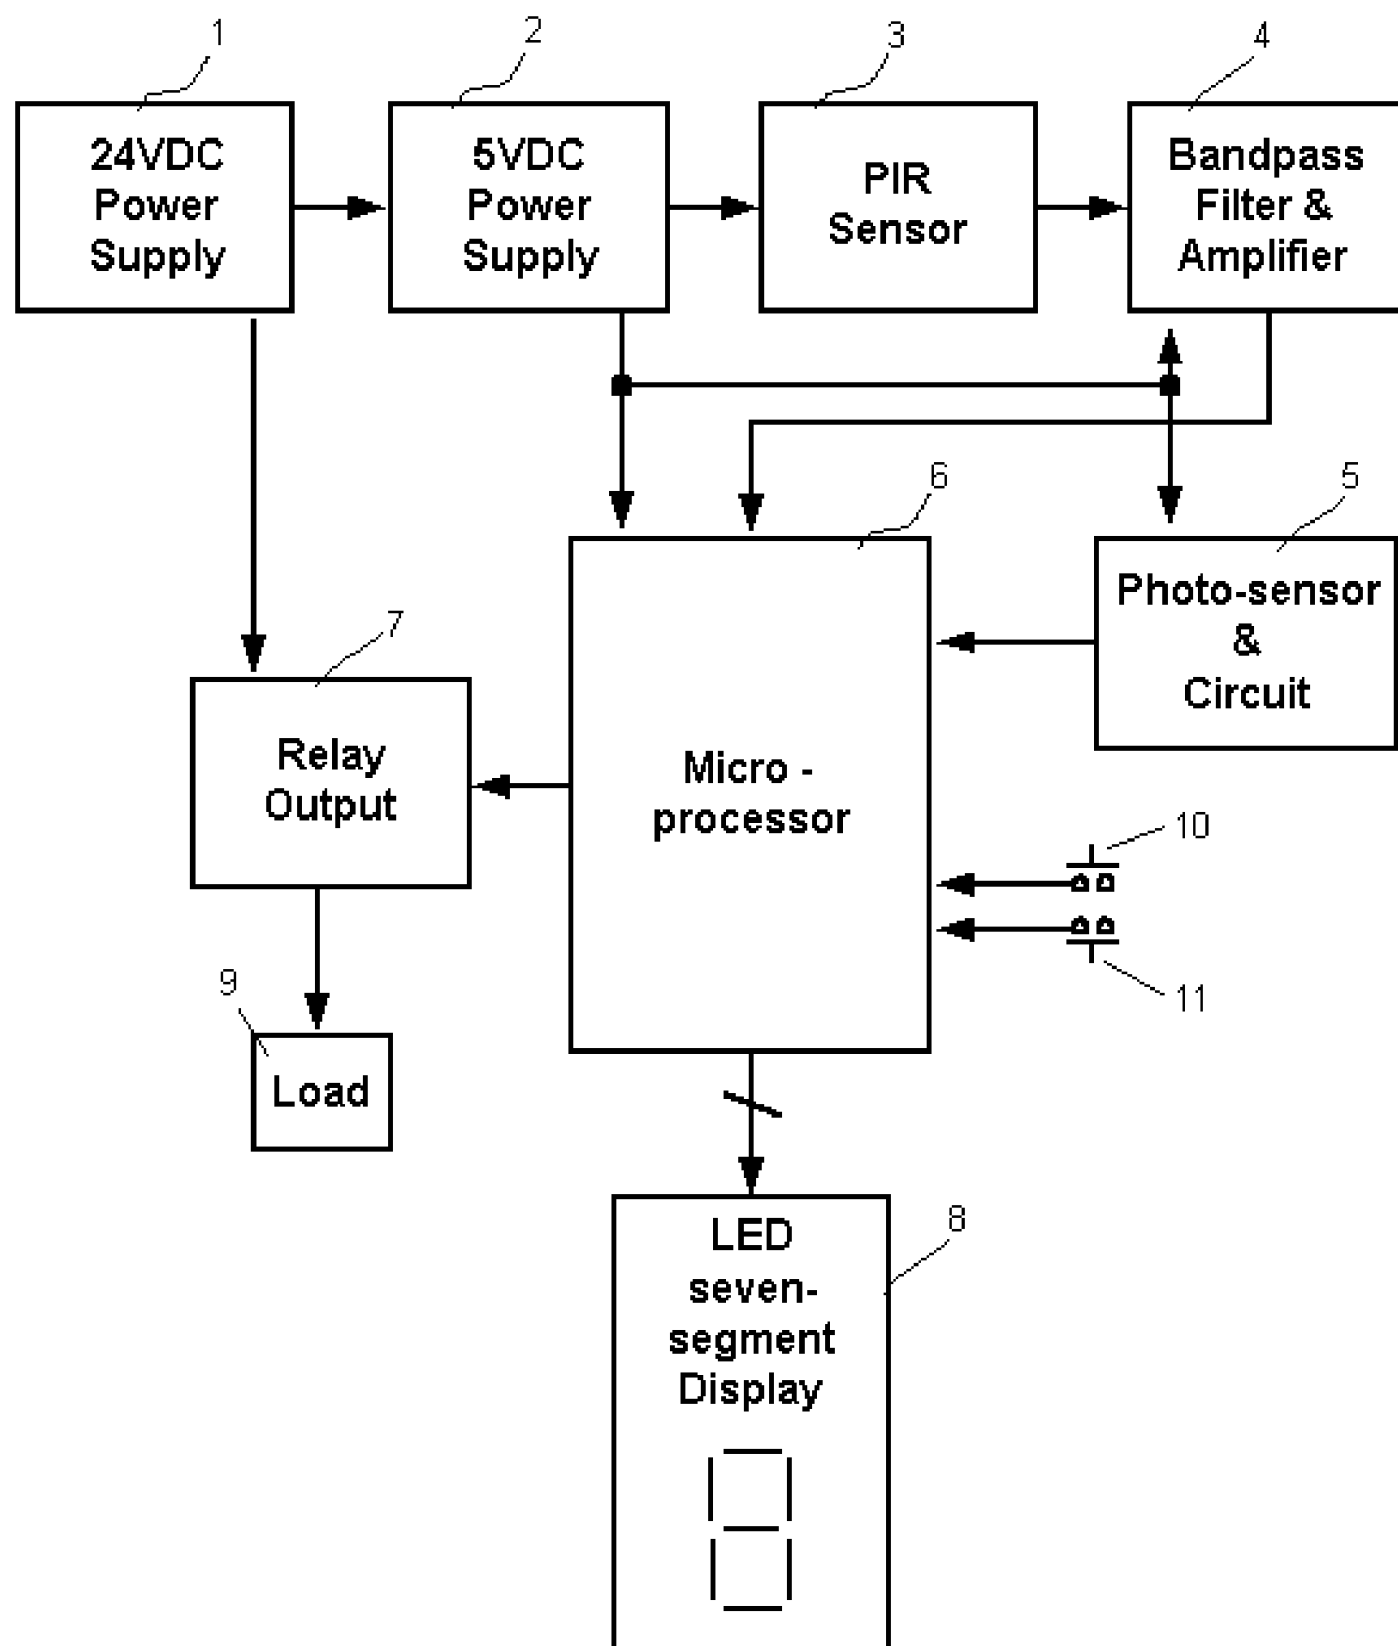 1
2
3
4
24VDC
Power
Supply
5VDC
Power
Supply
PIR
Sensor
Bandpass
Filter &
Amplifier
6
5
Photo-sensor
&
Circuit
7
Relay
Output
Micro -
processor
10
11
9
Load
8
LED
seven-
segment
Display